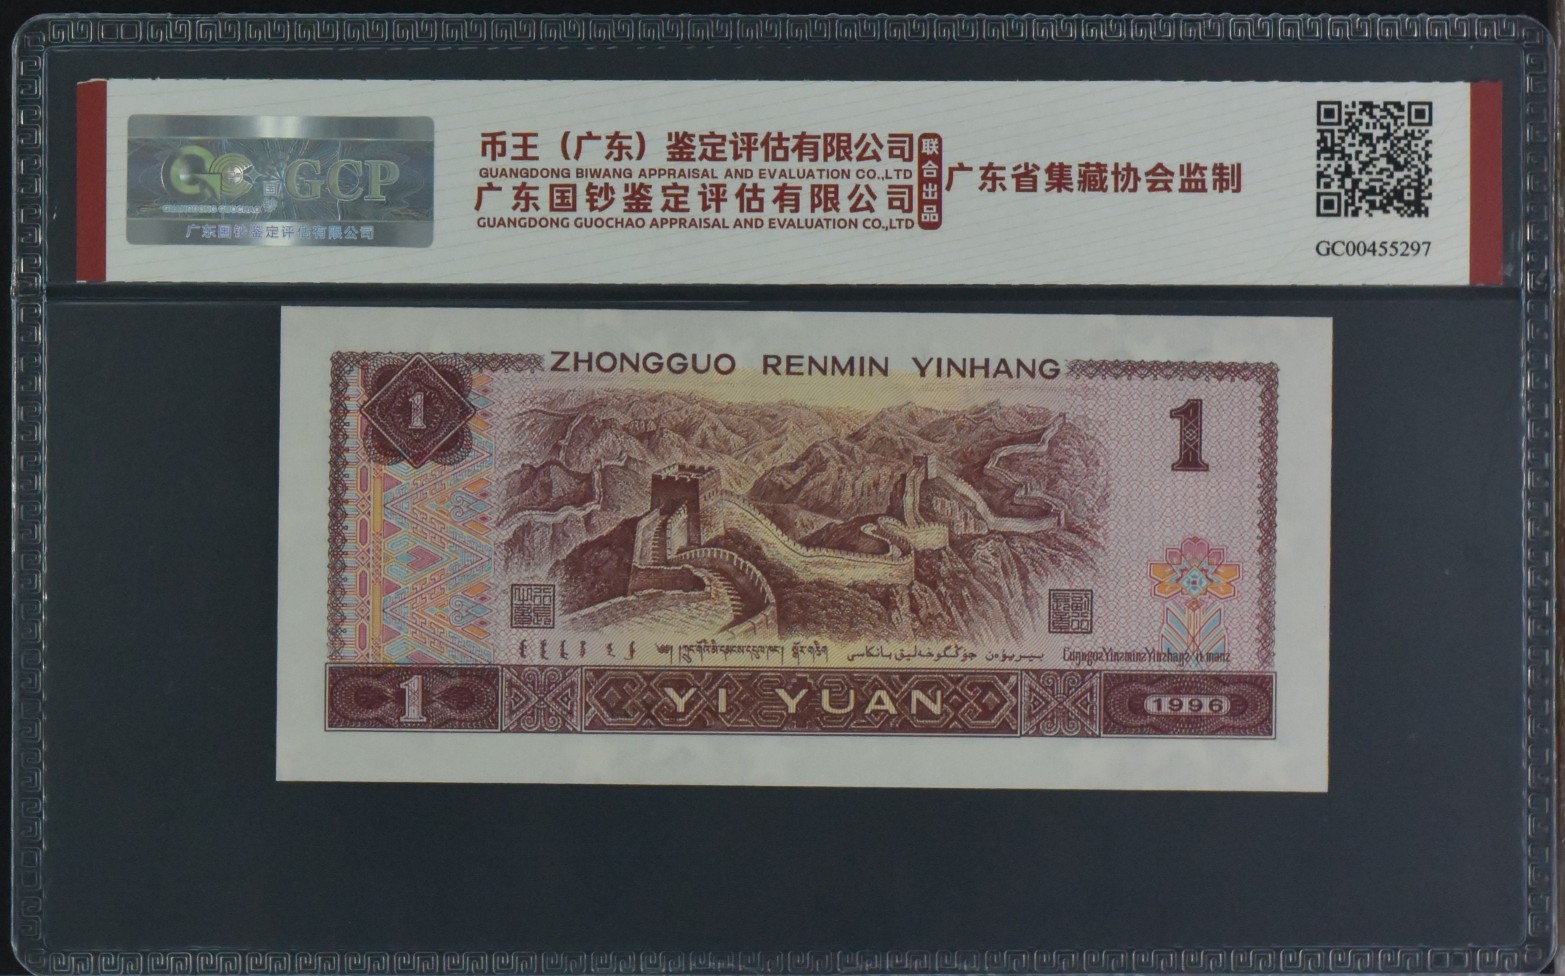 GCP
广东国钞鉴定评估有限公司
币王（广东）鉴定评估有限公司
GUANGDONG BIWANG APPRAISAL AND EVALUATION CO.,LTD
广东国钞鉴定评估有限公司
GUANGDONG GUOCHAO APPRAISAL AND EVALUATION CO.,LTD
联合出品
广东省集藏协会监制
GC00455297
ZHONGGUO RENMIN YINHANG
1
1
1
YI YUAN
1996